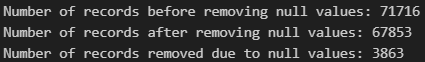 Number of records before removing null values: 71716
Number of records after removing null values: 67853
Number of records removed due to null values: 3863